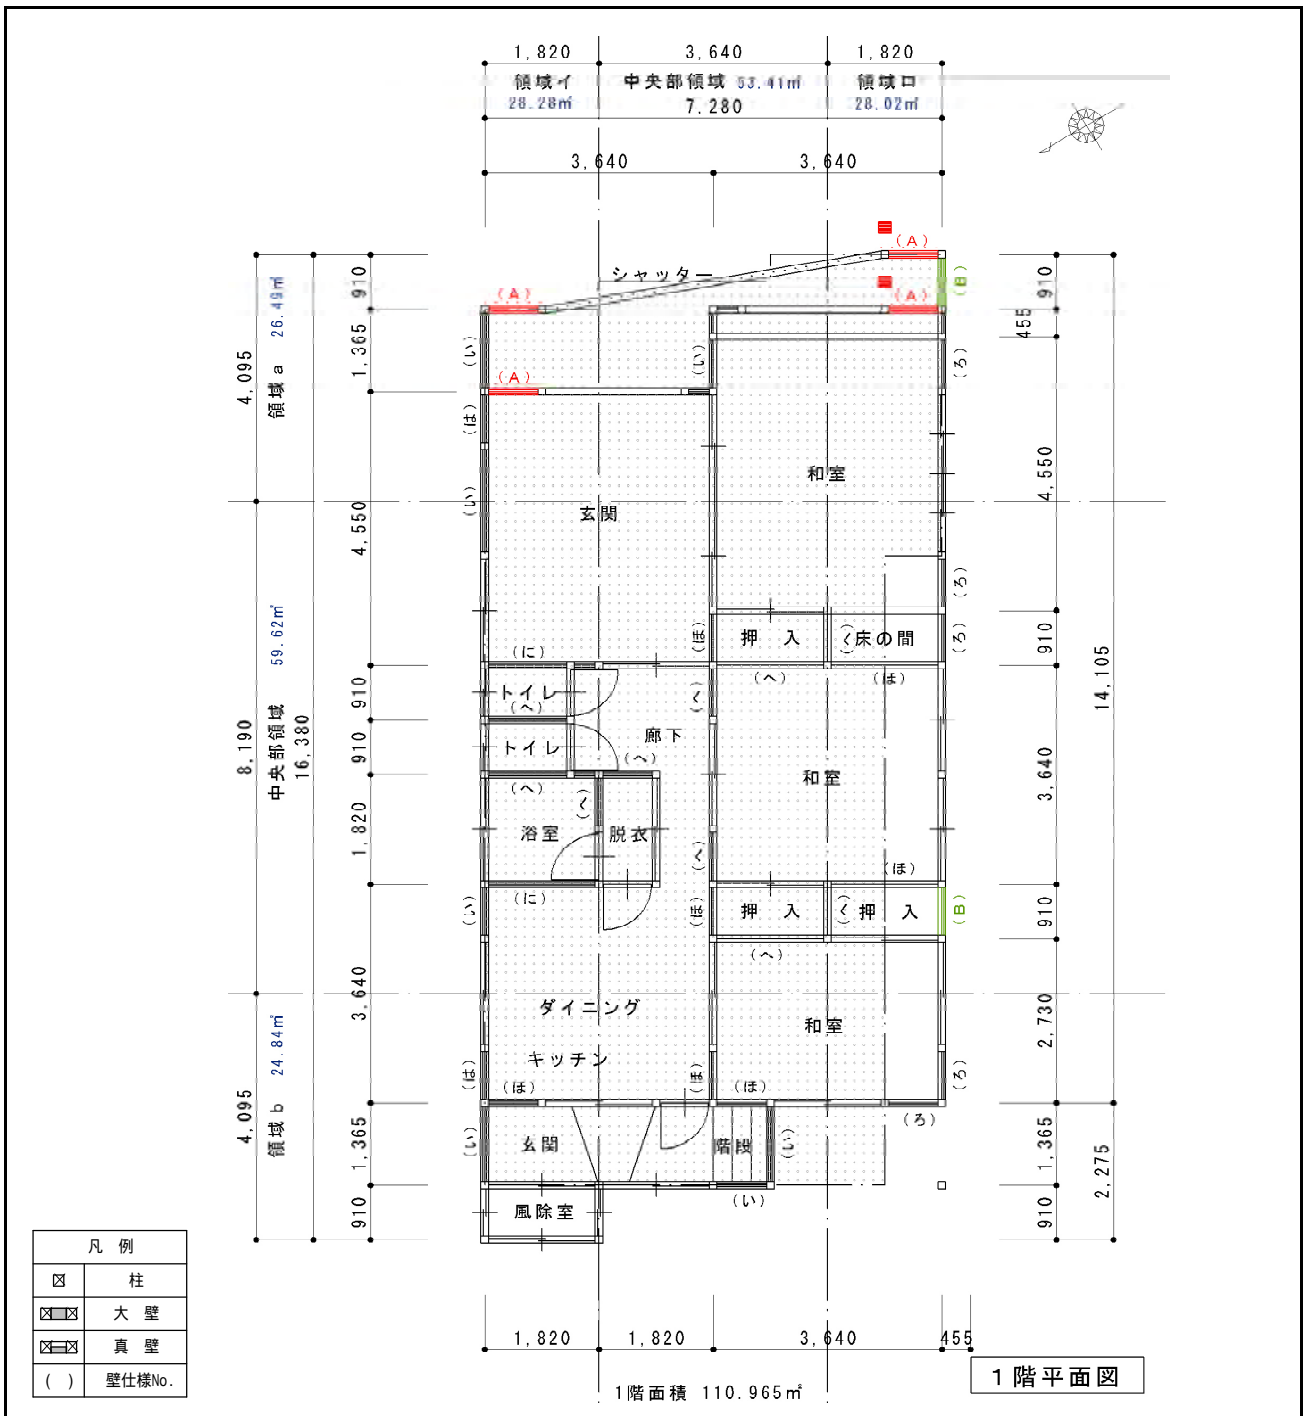 1,820 3,640 1,820
領域イ 中央部領域 53.41㎡ 領域ロ
28.28㎡ 7.280 28.02㎡
3,640 3,640
(A)
シャッター
(A) (A) (B)
910 910
455
1,365
(い) (い) (ろ)
(A)
4,095
領域a 26.49㎡
(は)
和室
(い)
玄関
4,550 4,550
(ろ)
押 入 (へ) 床の間
(ほ) (ろ)
910
(に)
(へ) (ほ)
トイレ
(へ)
910
(へ)
廊下
トイレ
(へ)
910
14,105
8,190
中央部領域 59.62㎡
16,380
和室
3,640
(へ)
(へ)
浴室 脱衣
1,820
(へ)
(ほ)
(に)
(い) (ほ) 押 入 (へ) 押 入 (B)
910
(へ)
3,640
ダイニング
和室
2,730
キッチン
領域b 24.84㎡
4,095
(は) (ほ) (ほ) (ほ) (ろ)
(ろ)
1,365 (い) 玄関 階段 (い) 1,365
2,275
(い)
910 風除室 910
凡 例
柱
大 壁
真 壁
( ) 壁仕様No.
1,820 1,820 3,640 455
1階面積 110.965㎡
1階平面図